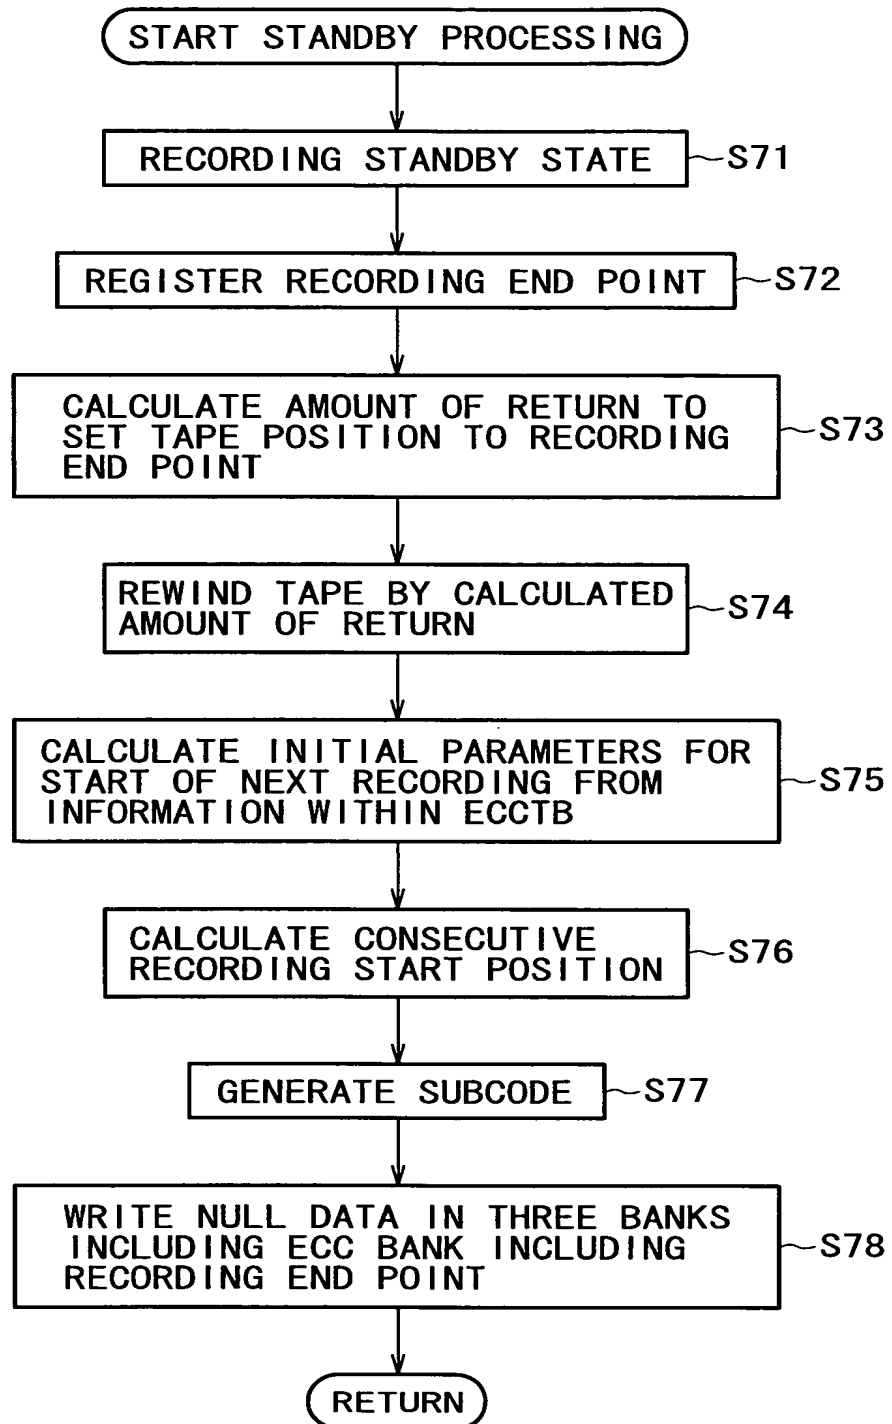 START STANDBY PROCESSING
RECORDING STANDBY STATE
S71
REGISTER RECORDING END POINT
S72
CALCULATE AMOUNT OF RETURN TO
SET TAPE POSITION TO RECORDING
END POINT
S73
REWIND TAPE BY CALCULATED
AMOUNT OF RETURN
S74
CALCULATE INITIAL PARAMETERS FOR
START OF NEXT RECORDING FROM
INFORMATION WITHIN ECCTB
S75
CALCULATE CONSECUTIVE
RECORDING START POSITION
S76
GENERATE SUBCODE
S77
WRITE NULL DATA IN THREE BANKS
INCLUDING ECC BANK INCLUDING
RECORDING END POINT
S78
RETURN